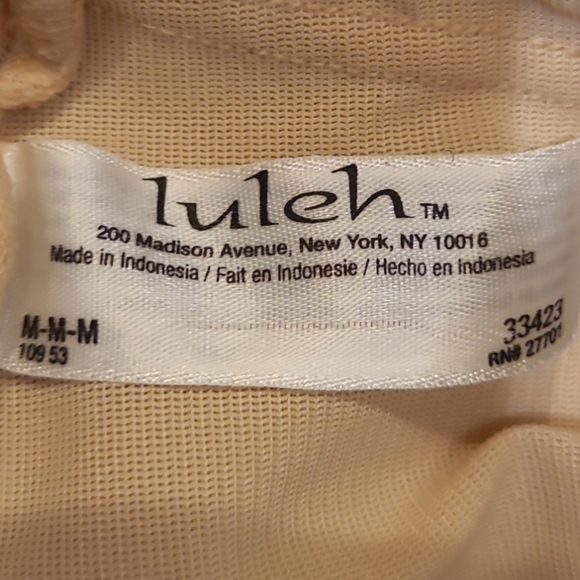 luleh™
200 Madison Avenue, New York, NY 10016
Made in Indonesia / Fait en Indonesie / Hecho en Indonesia
M-M-M
109 53
33423
RN# 27701